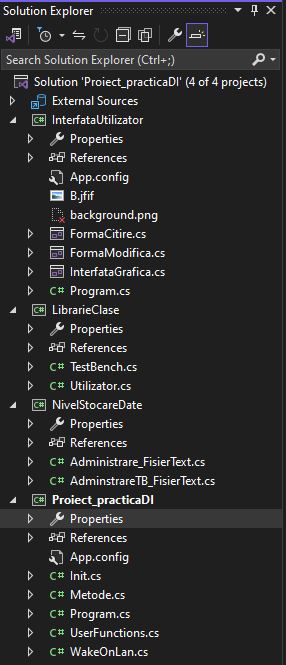 Solution Explorer
Search Solution Explorer (Ctrl+;)
Solution 'Proiect_practicaDI' (4 of 4 projects)
External Sources
C# InterfataUtilizator
Properties
References
App.config
B.jfif
background.png
FormaCitire.cs
FormaModifica.cs
InterfataGrafica.cs
C# Program.cs
C# LibrarieClase
Properties
References
C# TestBench.cs
C# Utilizator.cs
C# NivelStocareDate
Properties
References
C# Administrare_FisierText.cs
C# AdminstrareTB_FisierText.cs
C# Proiect_practicaDI
Properties
References
App.config
C# Init.cs
C# Metode.cs
C# Program.cs
C# UserFunctions.cs
C# WakeOnLan.cs